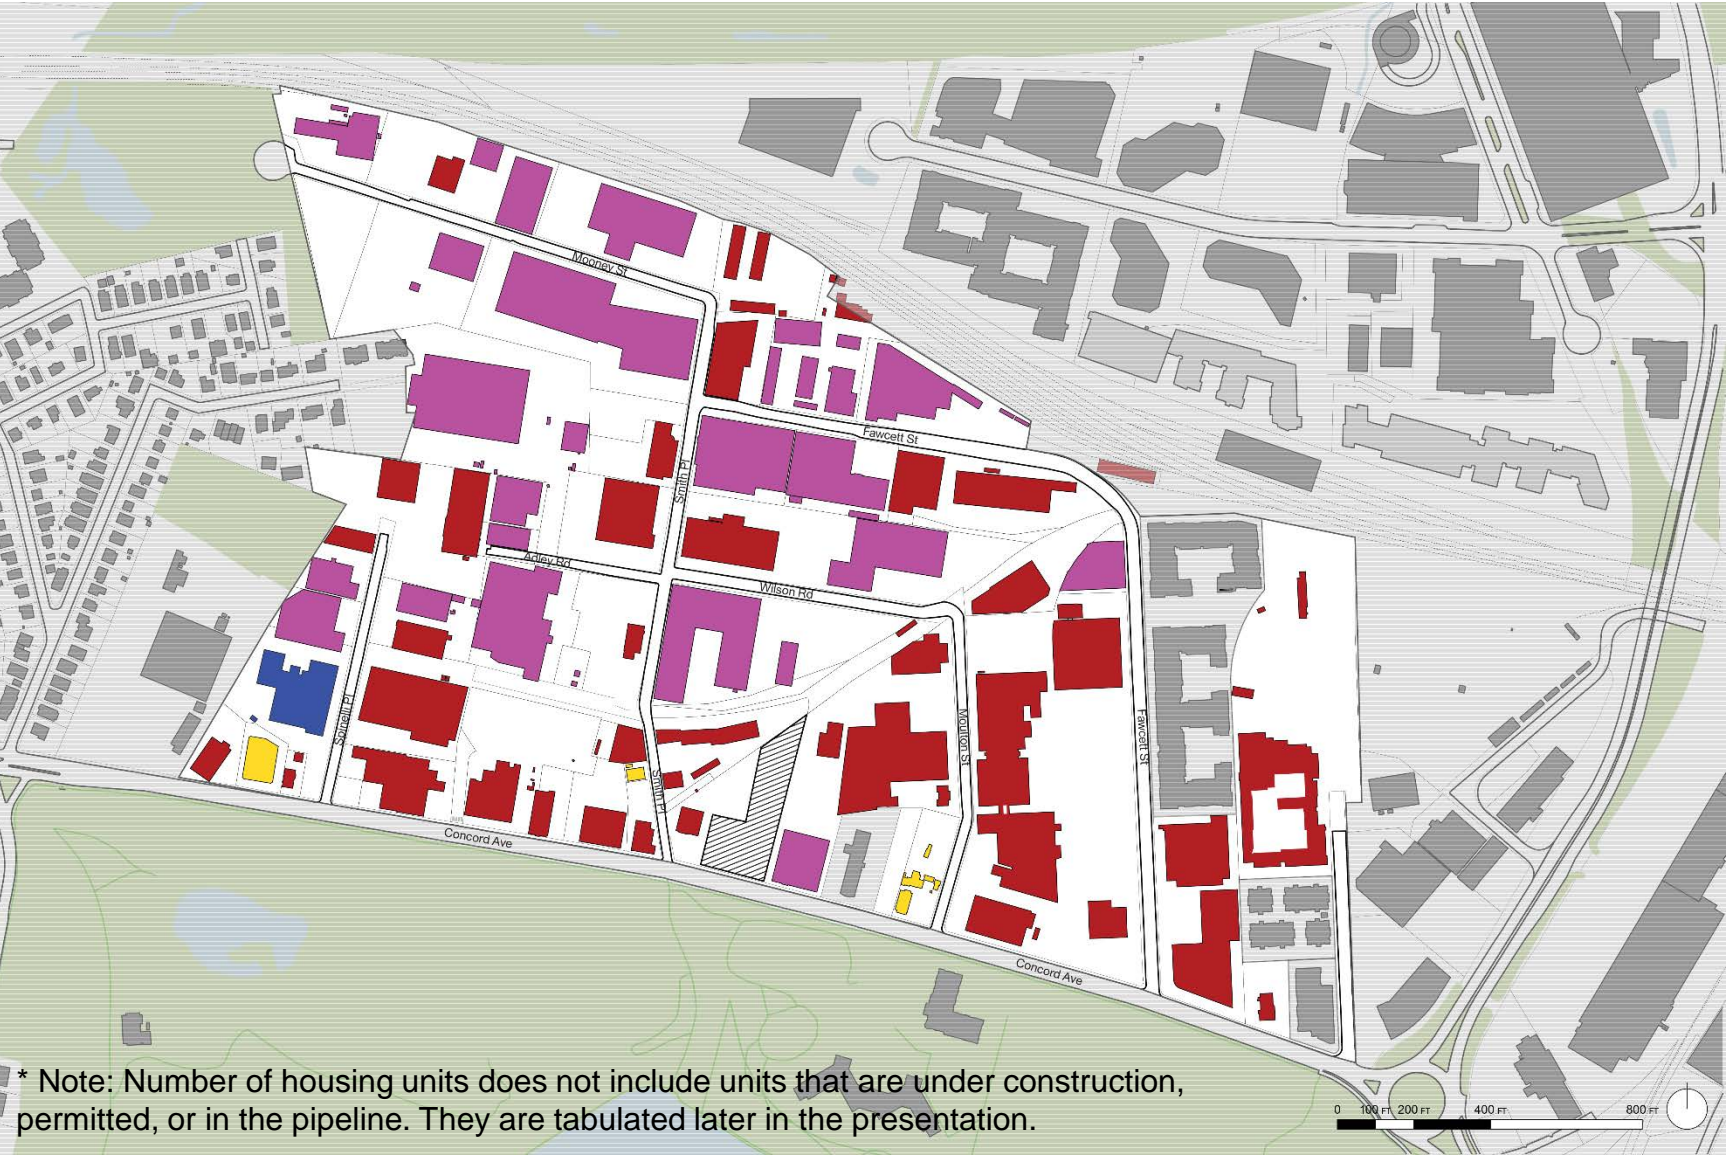 Mooney St
Fawcett St
Smith Pl
Adley Rd
Wilson Rd
Spinelli Pl
Smith Pl
Moulton St
Fawcett St
Concord Ave
Concord Ave
* Note: Number of housing units does not include units that are under construction,
permitted, or in the pipeline. They are tabulated later in the presentation.
0 100 FT 200 FT 400 FT 800 FT